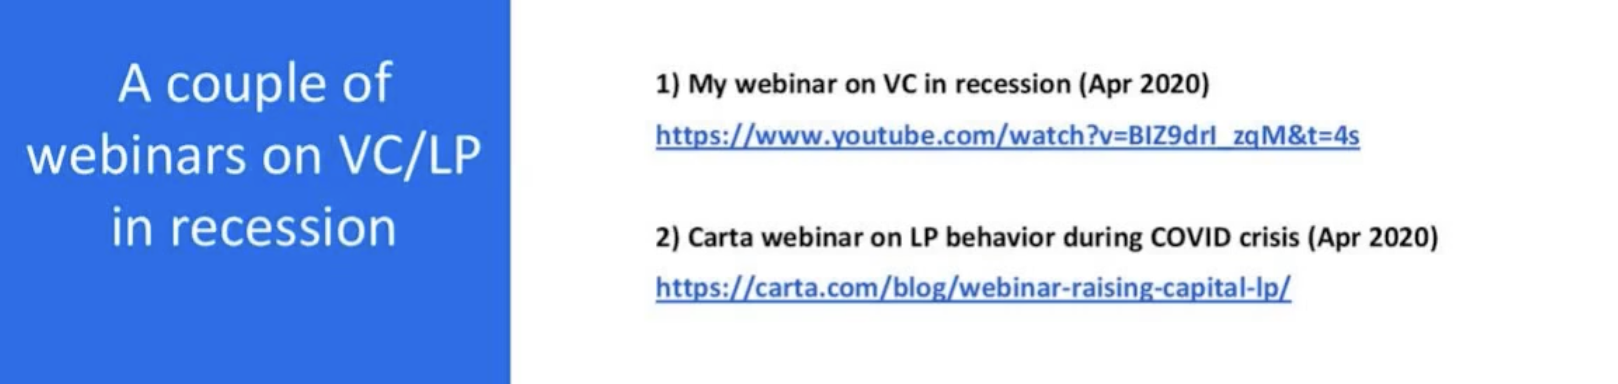 A couple of
webinars on VC/LP
in recession
1) My webinar on VC in recession (Apr 2020)
https://www.youtube.com/watch?v=BIZ9drI_zqM&t=4s
2) Carta webinar on LP behavior during COVID crisis (Apr 2020)
https://carta.com/blog/webinar-raising-capital-lp/